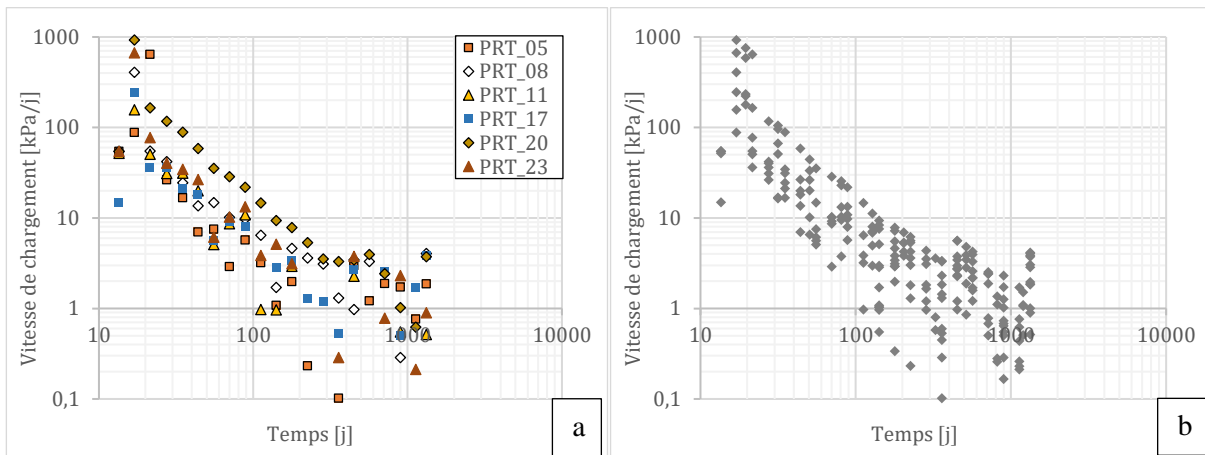 Vitesse de chargement [kPa/j]
1000
100
10
1
0,1
10
100
1000
10000
Temps [j]
PRT_05
PRT_08
PRT_11
PRT_17
PRT_20
PRT_23
a
Vitesse de chargement [kPa/j]
1000
100
10
1
0,1
10
100
1000
10000
Temps [j]
b